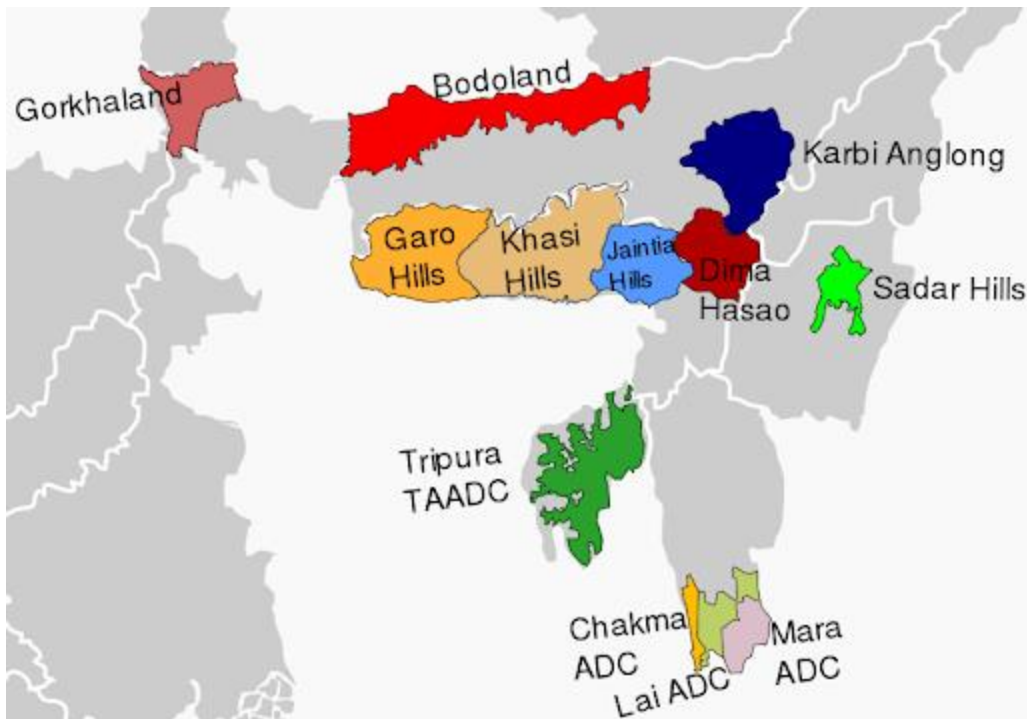 Gorkhaland
Bodoland
Karbi Anglong
Garo
Hills
Khasi
Hills
Jaintia
Hills
Dima
Hasao
Sadar Hills
Tripura
TAADC
Chakma
ADC
Lai ADC
Mara
ADC